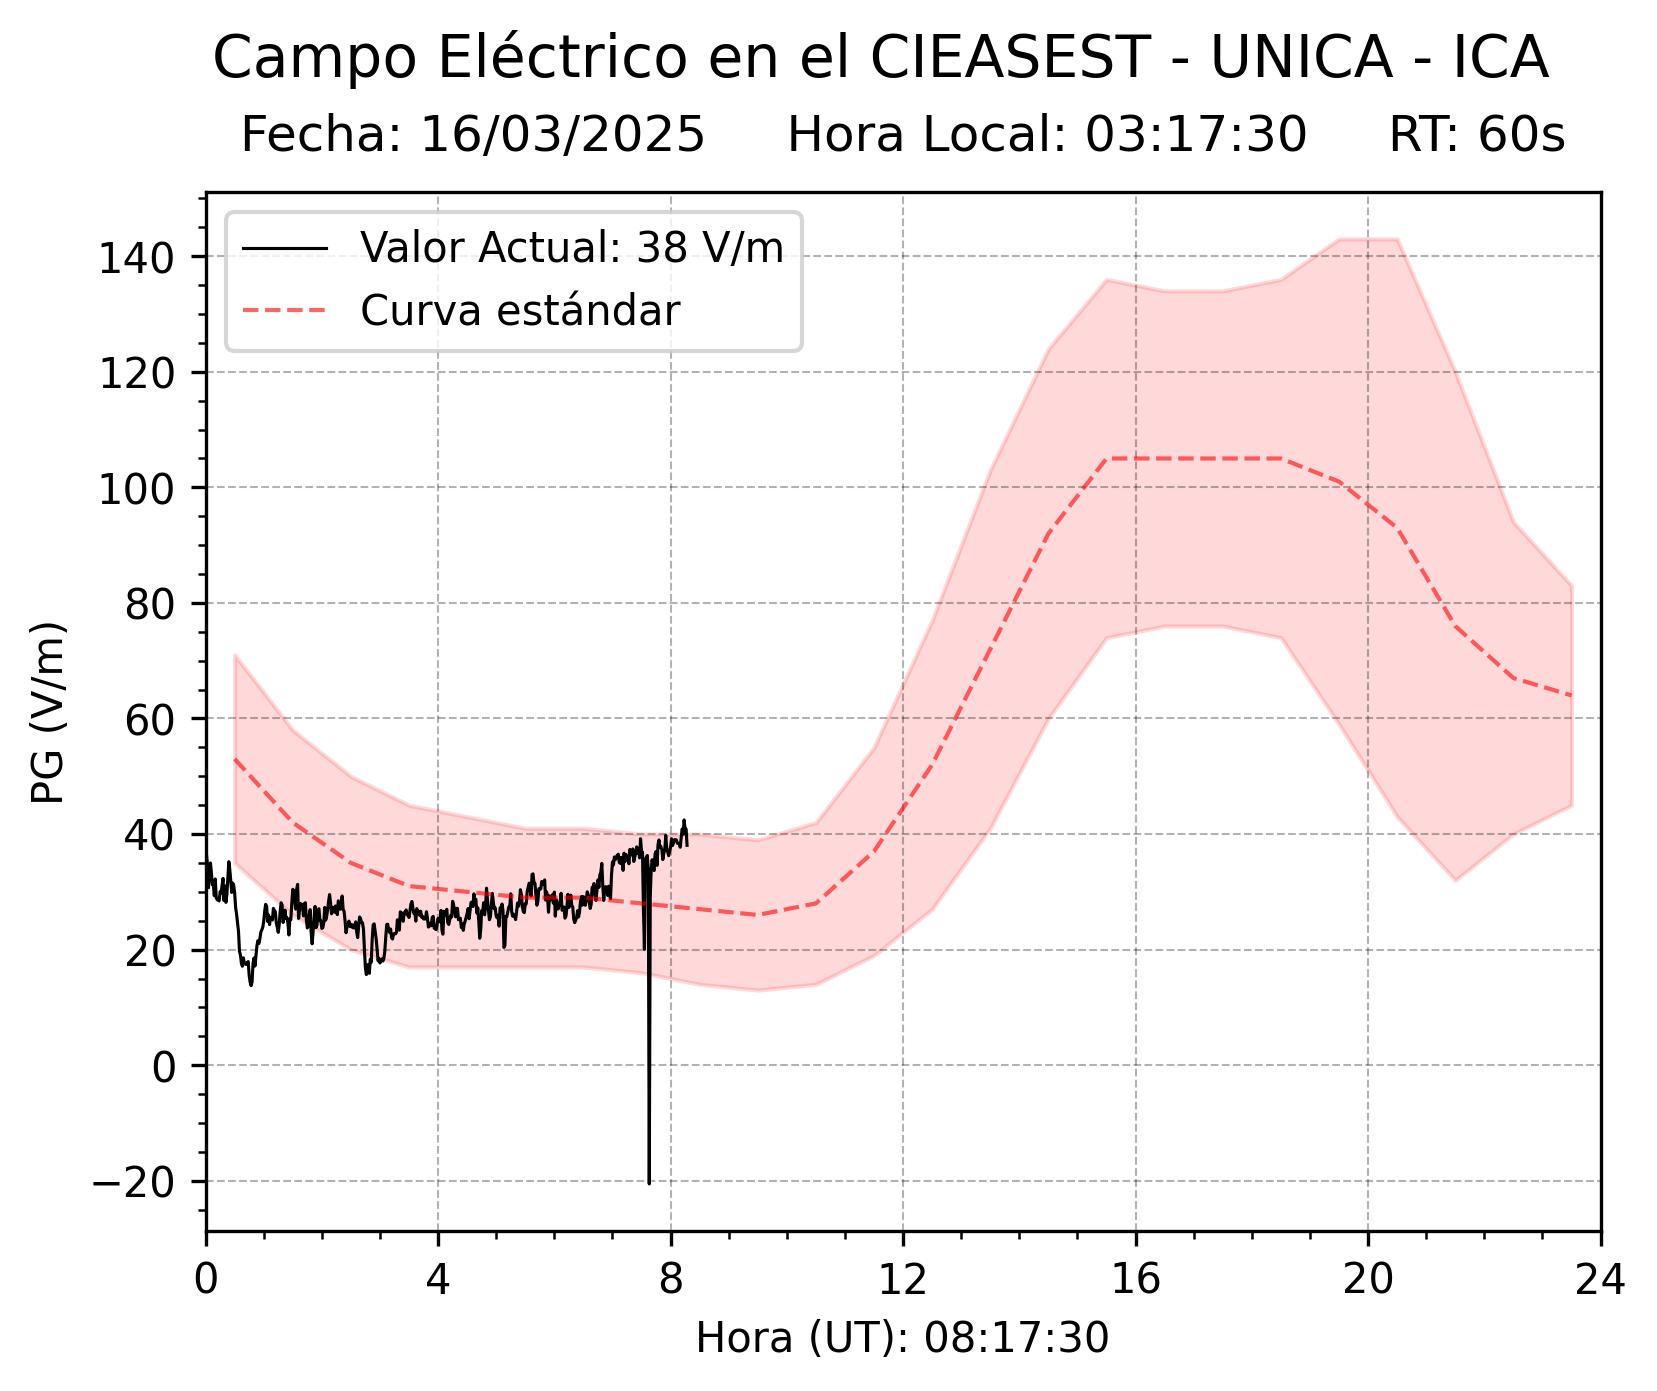 Campo Eléctrico en el CIEASEST - UNICA - ICA
Fecha: 16/03/2025 Hora Local: 03:17:30 RT: 60s
Valor Actual: 38 V/m
Curva estándar
PG (V/m)
140
120
100
80
60
40
20
0
−20
0 4 8 12 16 20 24
Hora (UT): 08:17:30